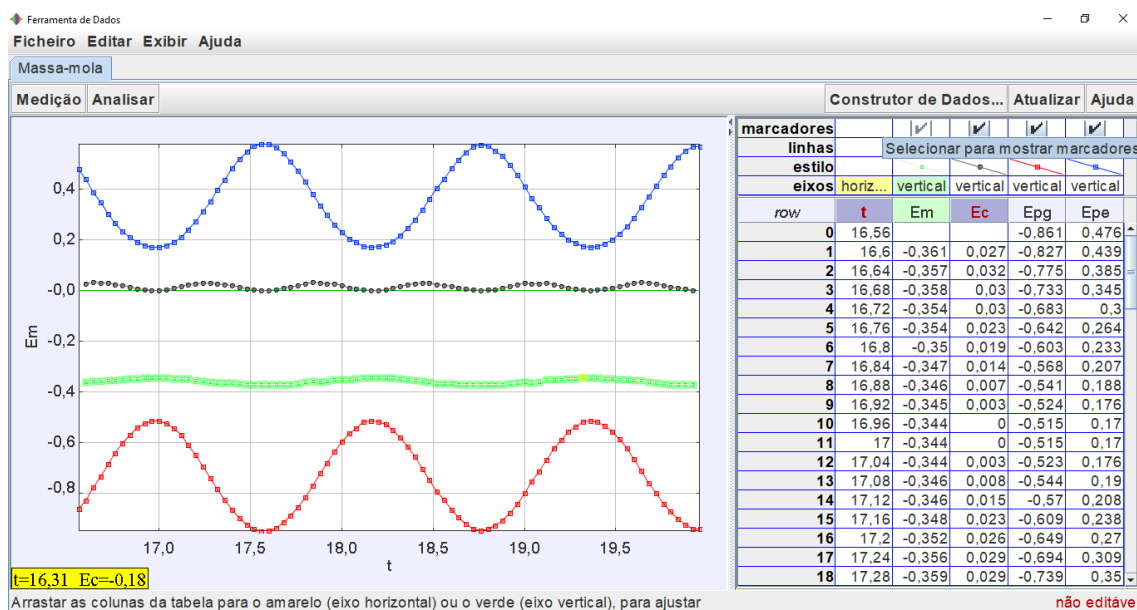 Ferramenta de Dados
Ficheiro Editar Exibir Ajuda
Massa-mola
Medição Analisar Construtor de Dados... Atualizar Ajuda
marcadores
linhas Selecionar para mostrar marcadores
estilo
eixos horiz... vertical vertical vertical vertical
row t Em Ec Epg Epe
0 16,56 -0,861 0,476
1 16,6 -0,361 0,027 -0,827 0,439
2 16,64 -0,357 0,032 -0,775 0,385
3 16,68 -0,358 0,03 -0,733 0,345
4 16,72 -0,354 0,03 -0,683 0,3
5 16,76 -0,354 0,023 -0,642 0,264
6 16,8 -0,35 0,019 -0,603 0,233
7 16,84 -0,347 0,014 -0,568 0,207
8 16,88 -0,346 0,007 -0,541 0,188
9 16,92 -0,345 0,003 -0,524 0,176
10 16,96 -0,344 0 -0,515 0,17
11 17 -0,344 0 -0,515 0,17
12 17,04 -0,344 0,003 -0,523 0,176
13 17,08 -0,346 0,008 -0,544 0,19
14 17,12 -0,346 0,015 -0,57 0,208
15 17,16 -0,348 0,023 -0,609 0,238
16 17,2 -0,352 0,026 -0,649 0,27
17 17,24 -0,356 0,029 -0,694 0,309
18 17,28 -0,359 0,029 -0,739 0,35
0,4
0,2
-0,0
-0,2
-0,4
-0,6
-0,8
Em
17,0 17,5 18,0 18,5 19,0 19,5
t
t=16,31 Ec=-0,18
Arrastar as colunas da tabela para o amarelo (eixo horizontal) ou o verde (eixo vertical), para ajustar não editáve